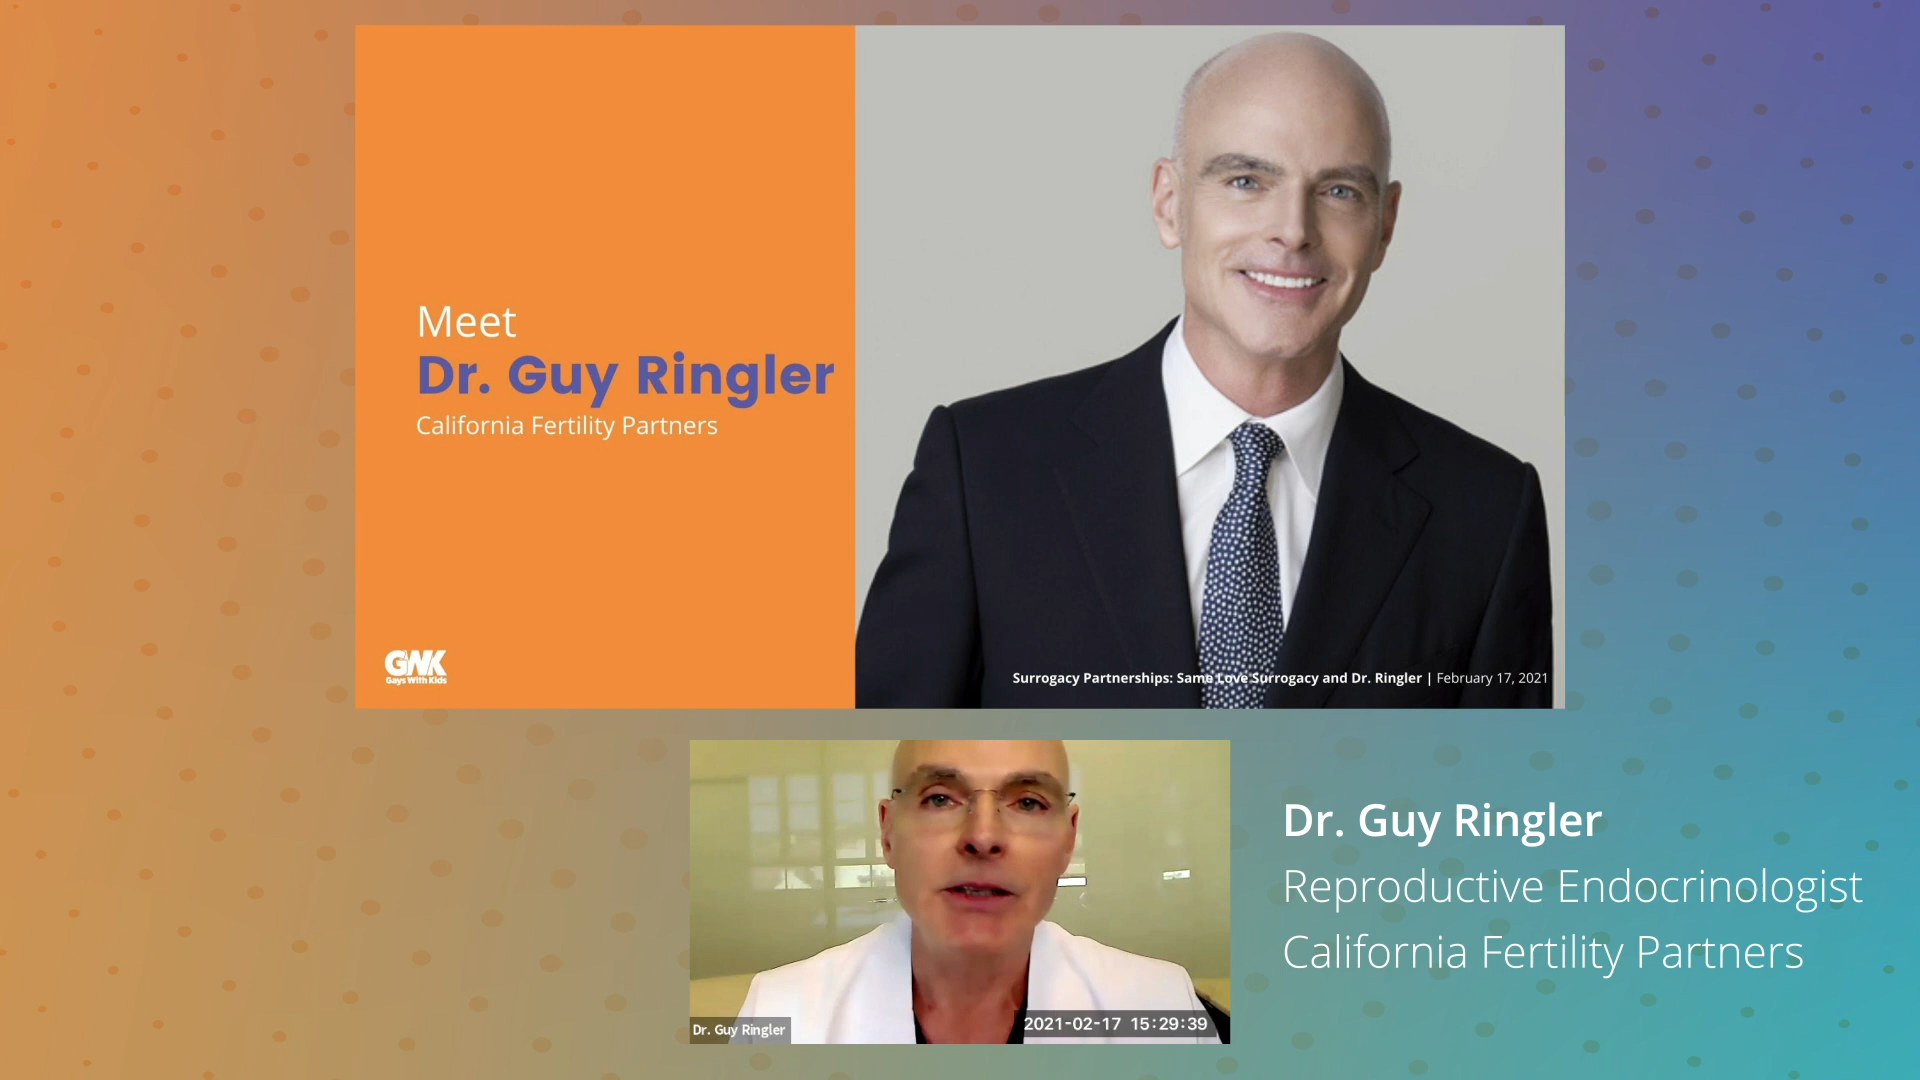 Meet
Dr. Guy Ringler
California Fertility Partners
GWK
Gays With Kids
Surrogacy Partnerships: Same Love Surrogacy and Dr. Ringler | February 17, 2021
Dr. Guy Ringler
2021-02-17 15:29:39
Dr. Guy Ringler
Reproductive Endocrinologist
California Fertility Partners